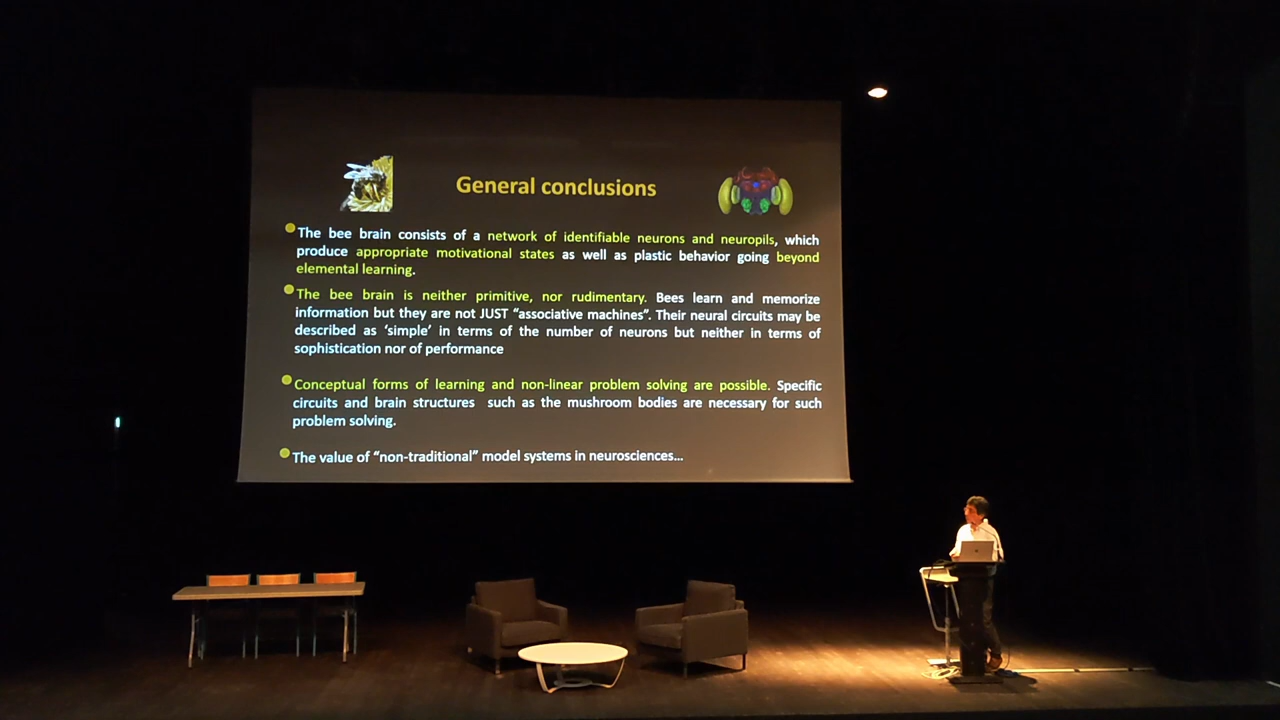 General conclusions
The bee brain consists of a network of identifiable neurons and neuropils, which
produce appropriate motivational states as well as plastic behavior going beyond
elemental learning.
The bee brain is neither primitive, nor rudimentary. Bees learn and memorize
information but they are not JUST “associative machines”. Their neural circuits may be
described as ‘simple’ in terms of the number of neurons but neither in terms of
sophistication nor of performance
Conceptual forms of learning and non-linear problem solving are possible. Specific
circuits and brain structures such as the mushroom bodies are necessary for such
problem solving.
The value of “non-traditional” model systems in neurosciences…